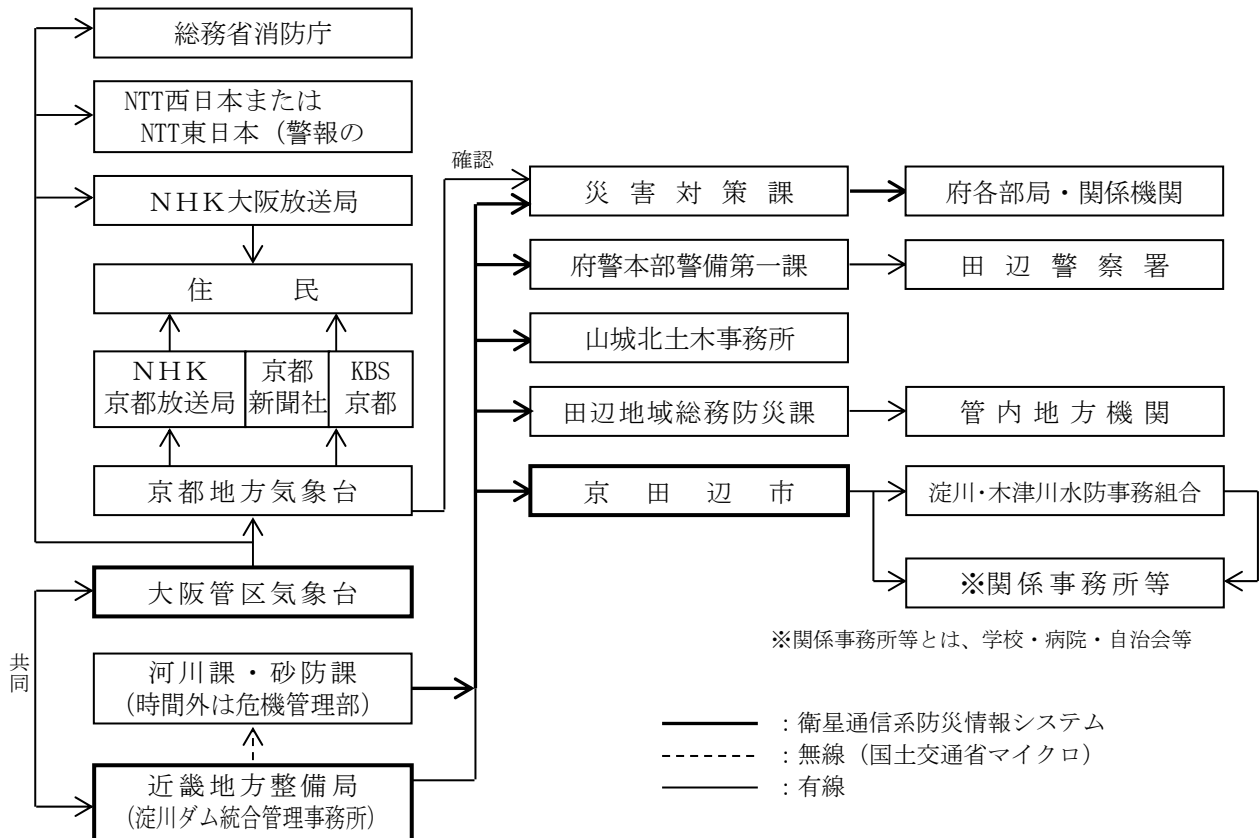 総務省消防庁
NTT西日本または
NTT東日本（警報の
NHK大阪放送局
住民
NHK
京都放送局
京都
新聞社
KBS
京都
京都地方気象台
大阪管区気象台
共同
河川課・砂防課
(時間外は危機管理部)
近畿地方整備局
(淀川ダム統合管理事務所)
確認
災害対策課
府各部局・関係機関
府警本部警備第一課
田辺警察署
山城北土木事務所
田辺地域総務防災課
管内地方機関
京田辺市
淀川・木津川水防事務組合
※関係事務所等
※関係事務所等とは、学校・病院・自治会等
：衛星通信系防災情報システム
：無線（国土交通省マイクロ）
：有線